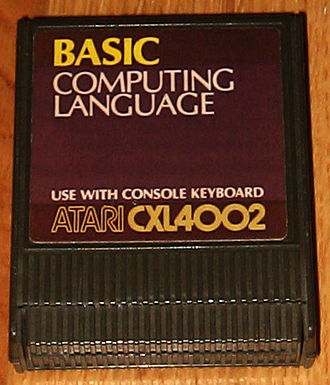 BASIC
COMPUTING
LANGUAGE
USE WITH CONSOLE KEYBOARD
ATARI CXL4002